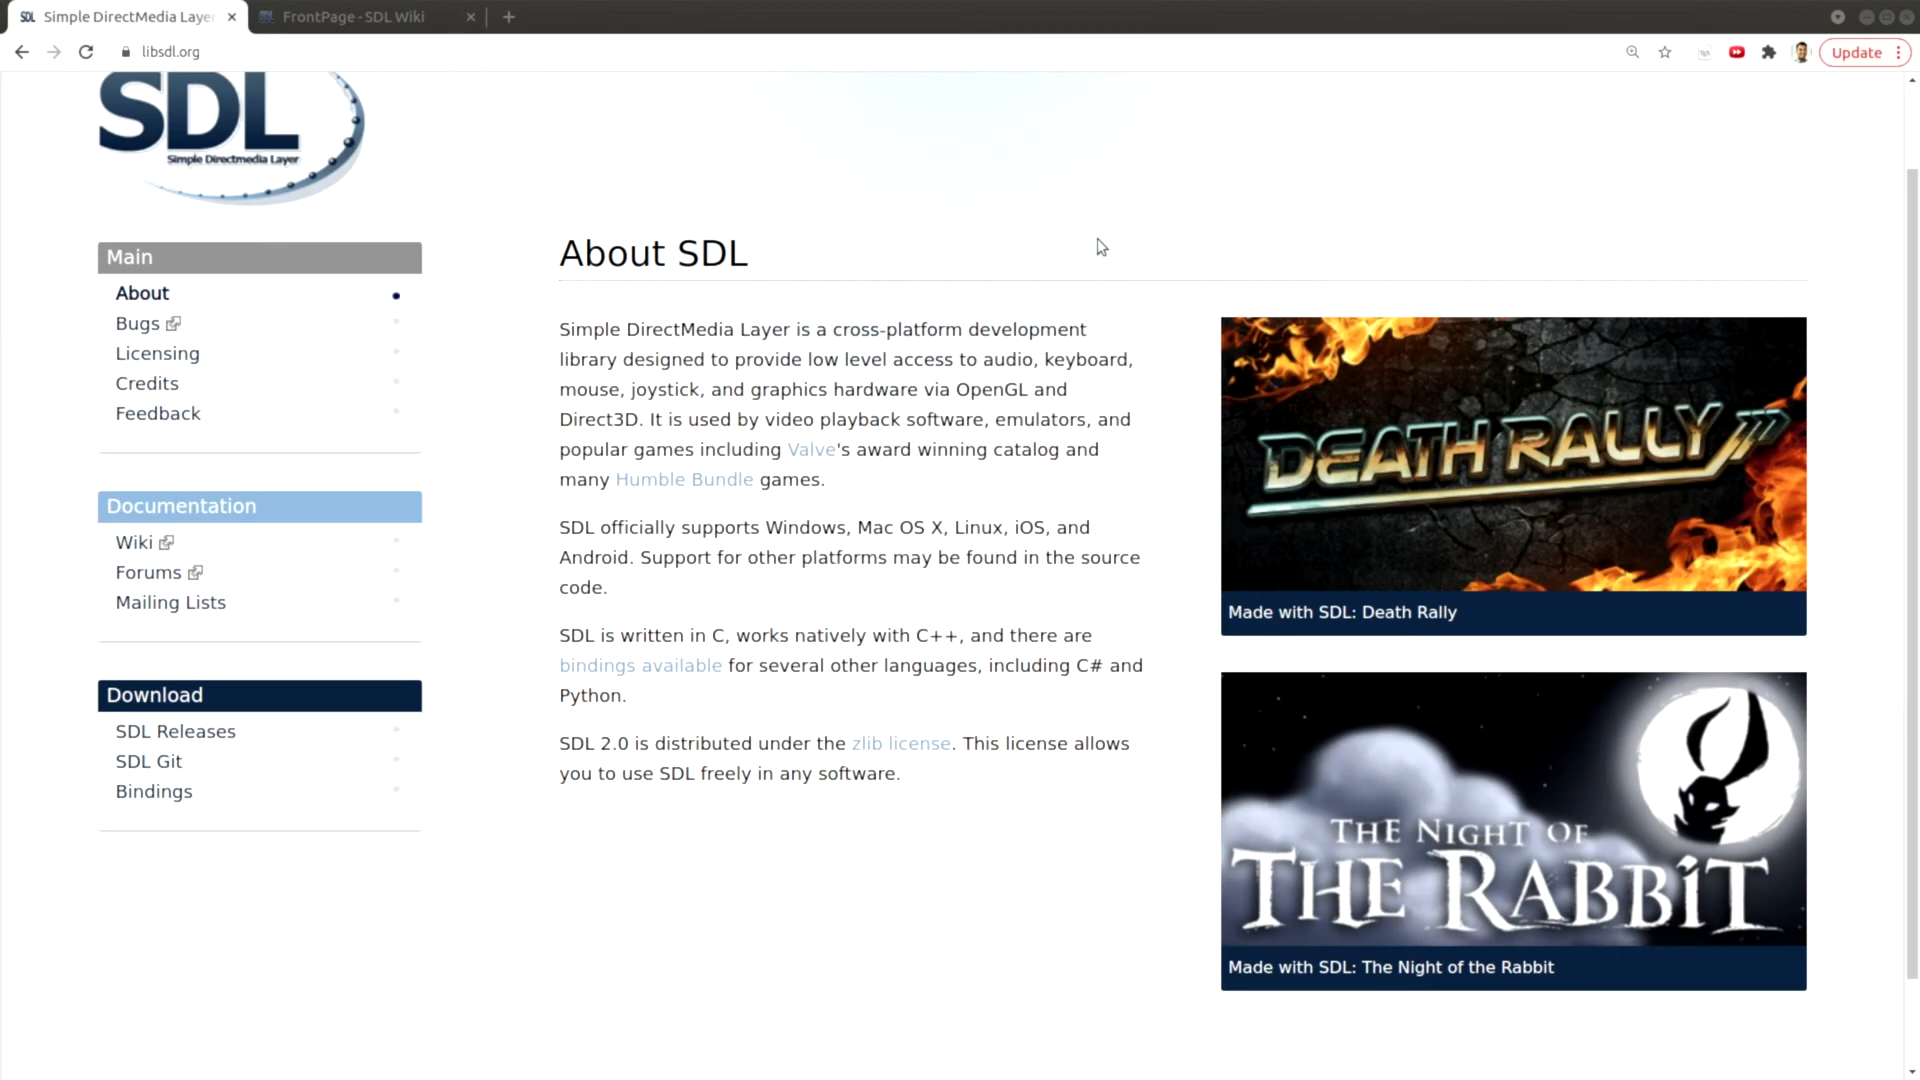 SDL Simple DirectMedia Layer
FrontPage - SDL Wiki
libsdl.org
Update
SDL
Simple Directmedia Layer
Main
About
Bugs
Licensing
Credits
Feedback
Documentation
Wiki
Forums
Mailing Lists
Download
SDL Releases
SDL Git
Bindings
About SDL
Simple DirectMedia Layer is a cross-platform development
library designed to provide low level access to audio, keyboard,
mouse, joystick, and graphics hardware via OpenGL and
Direct3D. It is used by video playback software, emulators, and
popular games including Valve's award winning catalog and
many Humble Bundle games.
SDL officially supports Windows, Mac OS X, Linux, iOS, and
Android. Support for other platforms may be found in the source
code.
SDL is written in C, works natively with C++, and there are
bindings available for several other languages, including C# and
Python.
SDL 2.0 is distributed under the zlib license. This license allows
you to use SDL freely in any software.
DEATH RALLY
Made with SDL: Death Rally
THE NIGHT OF
THE RABBiT
Made with SDL: The Night of the Rabbit